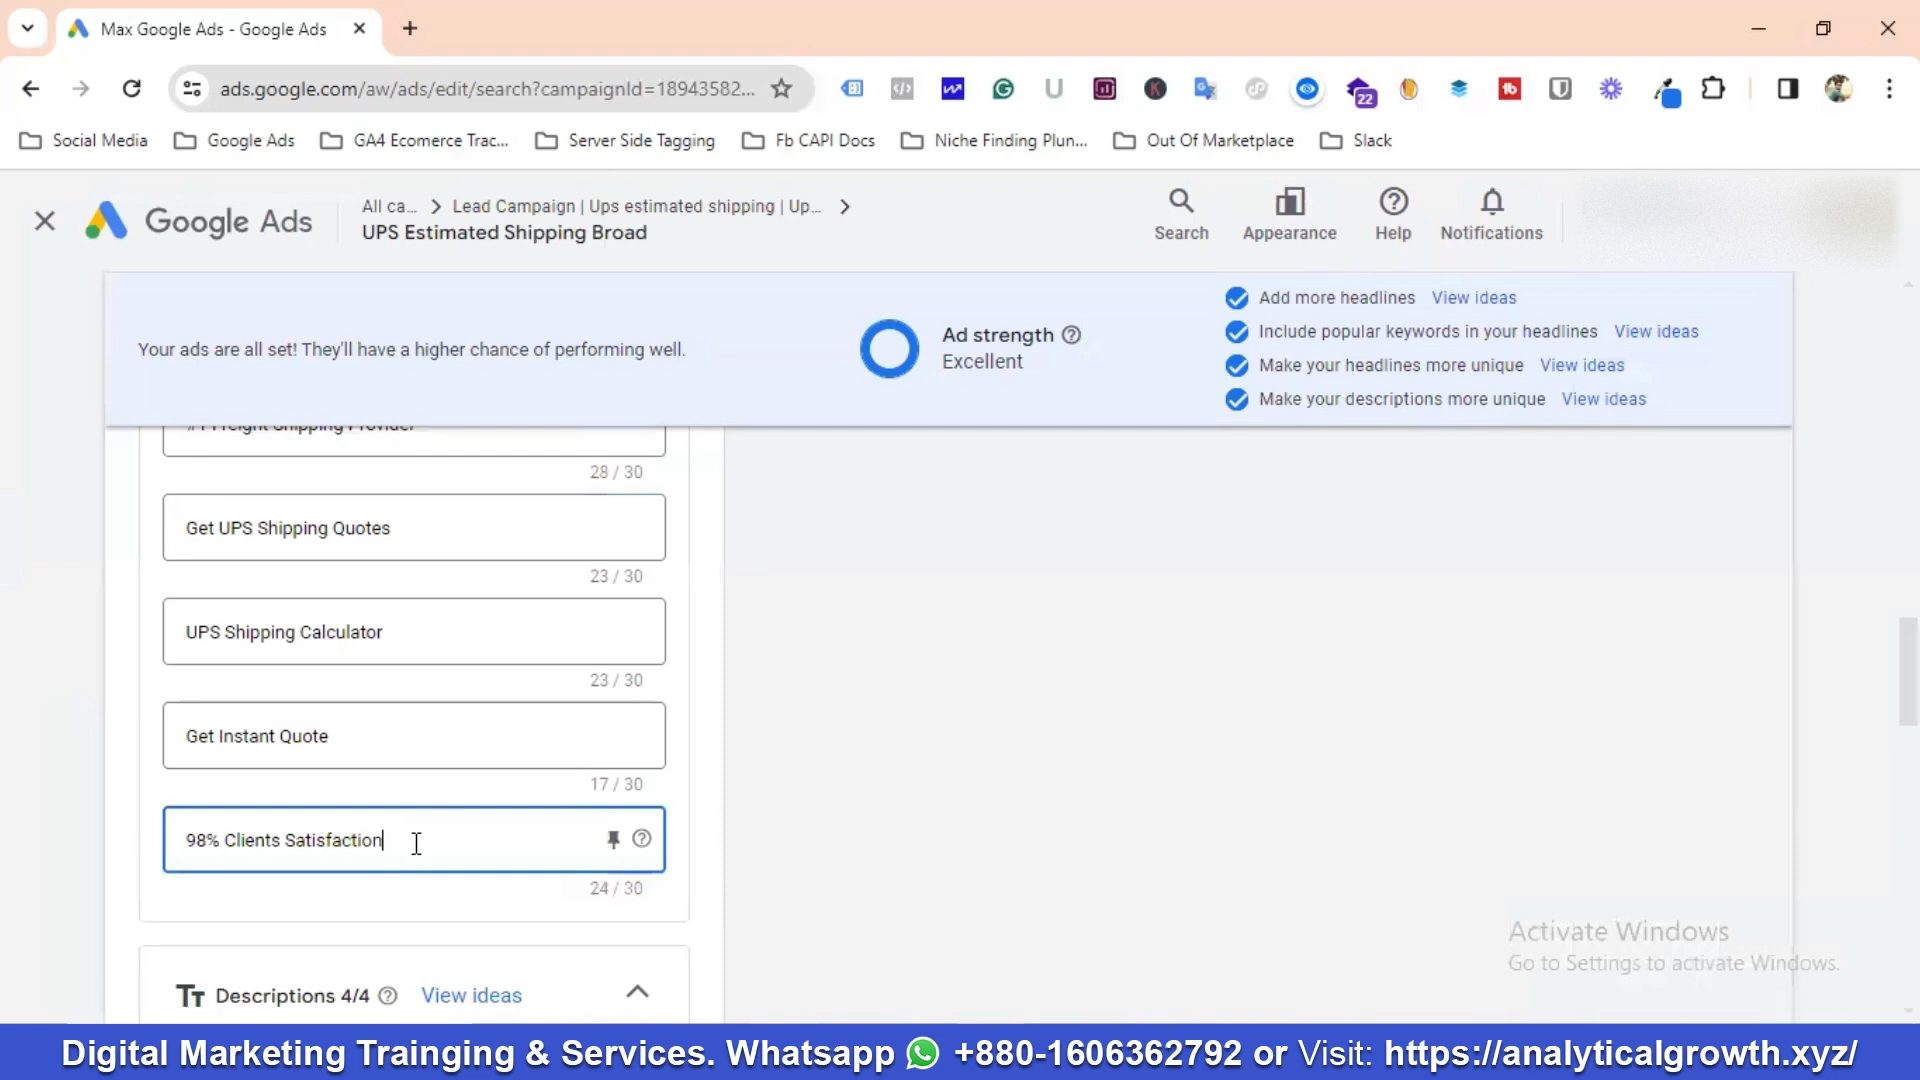 Max Google Ads - Google Ads
ads.google.com/aw/ads/edit/search?campaignId=18943582...
22
Social Media
Google Ads
GA4 Ecomerce Trac...
Server Side Tagging
Fb CAPI Docs
Niche Finding Plun...
Out Of Marketplace
Slack
Google Ads
All ca... > Lead Campaign | Ups estimated shipping | Up... >
UPS Estimated Shipping Broad
Search
Appearance
Help
Notifications
Your ads are all set! They'll have a higher chance of performing well.
Ad strength
Excellent
Add more headlines View ideas
Include popular keywords in your headlines View ideas
Make your headlines more unique View ideas
Make your descriptions more unique View ideas
Freight Shipping Provider
28 / 30
Get UPS Shipping Quotes
23 / 30
UPS Shipping Calculator
23 / 30
Get Instant Quote
17 / 30
98% Clients Satisfaction
24 / 30
Tт Descriptions 4/4 View ideas
Activate Windows
Go to Settings to activate Windows.
Digital Marketing Trainging & Services. Whatsapp +880-1606362792 or Visit: https://analyticalgrowth.xyz/